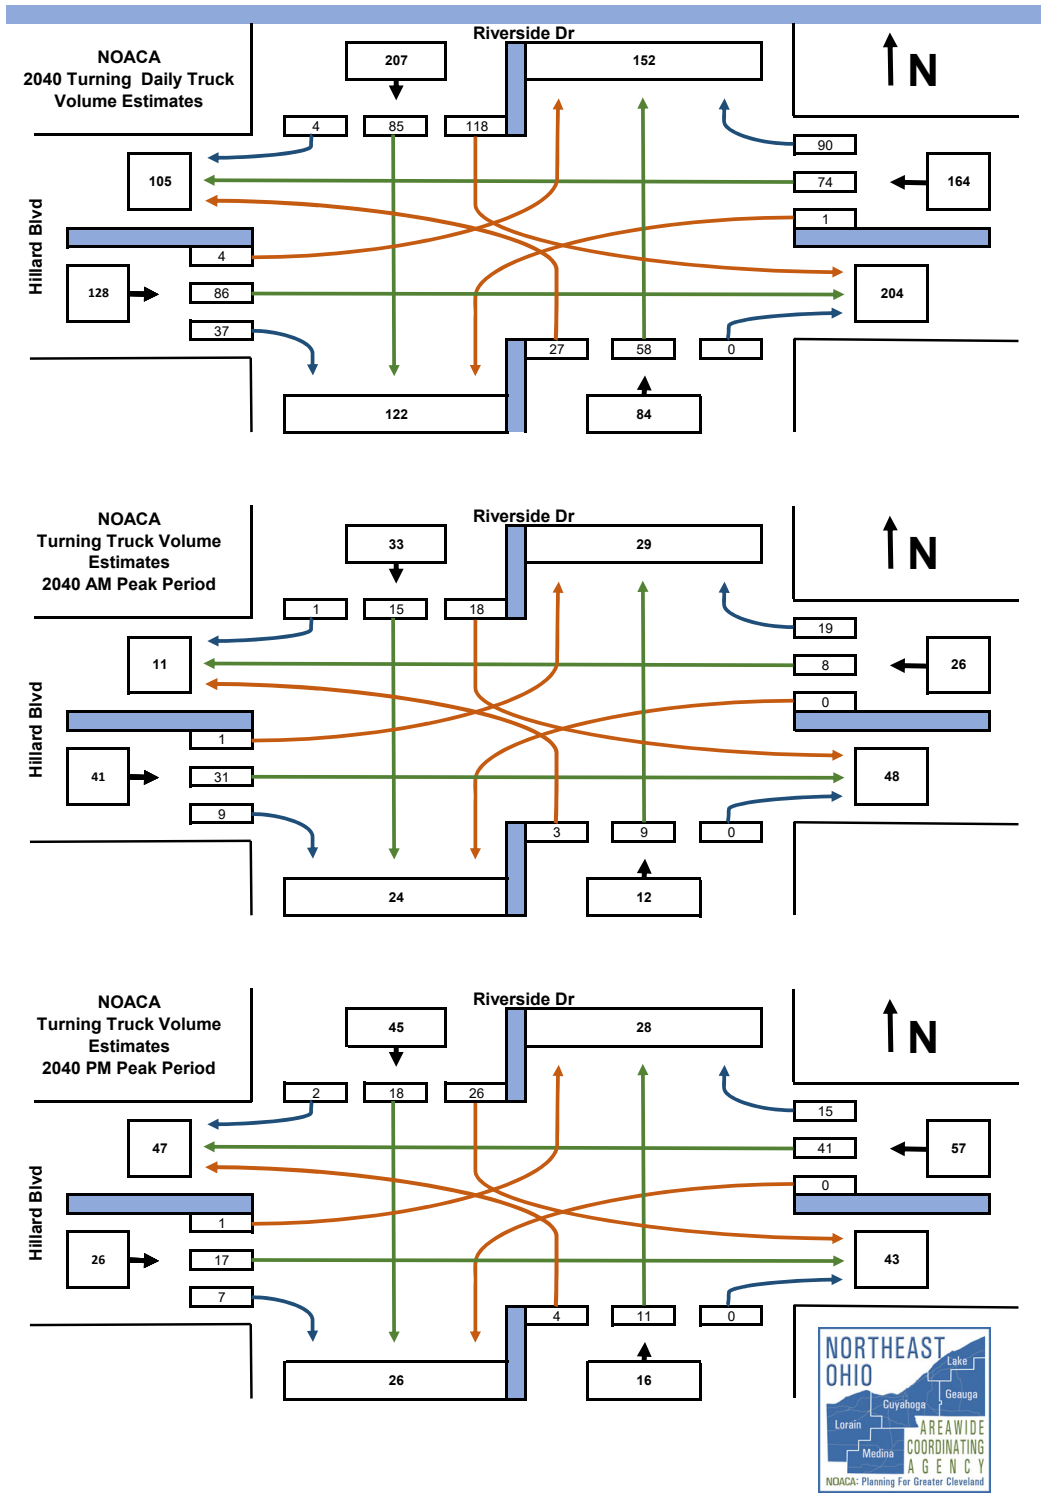 Riverside Dr
NOACA
2040 Turning Daily Truck
Volume Estimates
207
152
N
4
85
118
90
105
74
164
1
Hillard Blvd
4
128
86
204
37
27
58
0
122
84
Riverside Dr
NOACA
Turning Truck Volume
Estimates
2040 AM Peak Period
33
29
N
1
15
18
19
11
8
26
0
Hillard Blvd
1
41
31
48
9
3
9
0
24
12
Riverside Dr
NOACA
Turning Truck Volume
Estimates
2040 PM Peak Period
45
28
N
2
18
26
15
47
41
57
0
Hillard Blvd
1
26
17
43
7
4
11
0
26
16
NORTHEAST
OHIO
Lake
Geauga
Cuyahoga
Lorain
Medina
AREAWIDE
COORDINATING
AGENCY
NOACA: Planning For Greater Cleveland